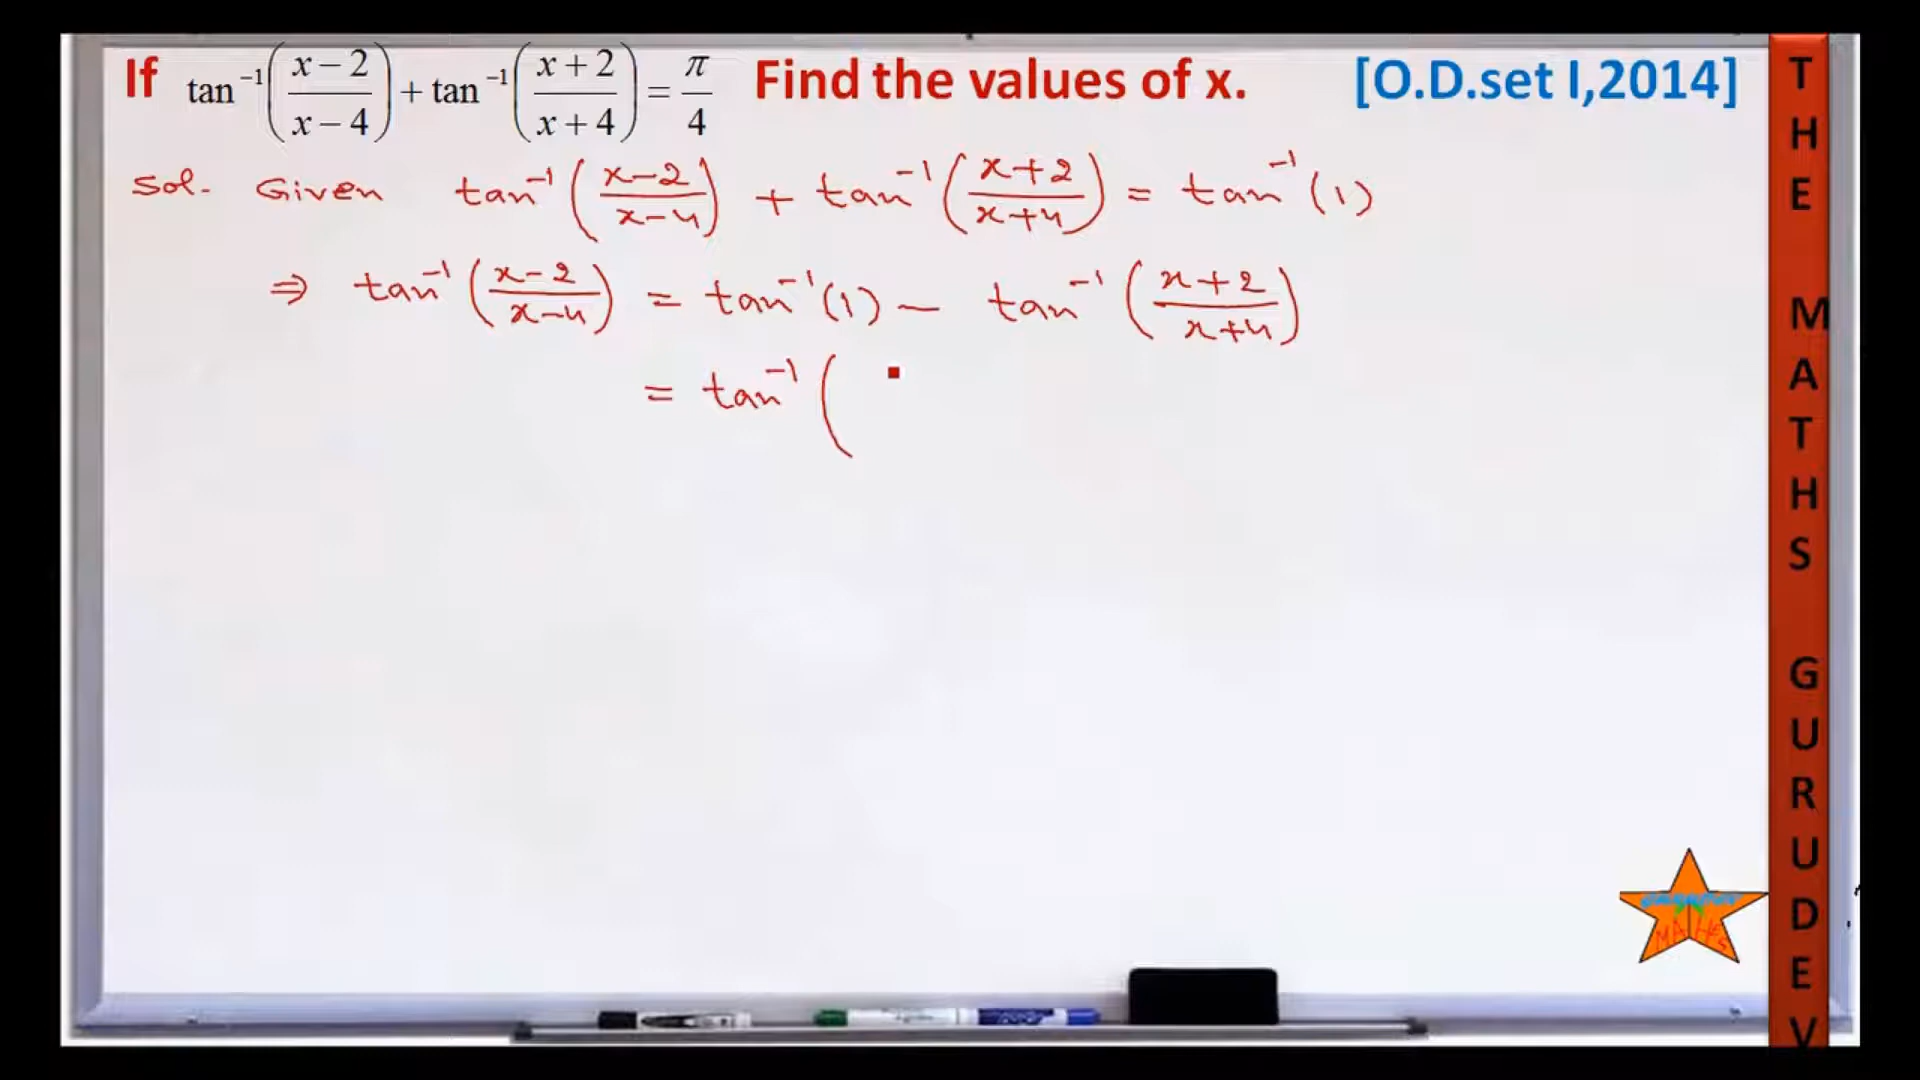 If tan⁻¹((x−2)/(x−4)) + tan⁻¹((x+2)/(x+4)) = π/4 Find the values of x. [O.D.set I,2014]
Sol. Given tan⁻¹((x−2)/(x−4)) + tan⁻¹((x+2)/(x+4)) = tan⁻¹(1)
⇒ tan⁻¹((x−2)/(x−4)) = tan⁻¹(1) − tan⁻¹((x+2)/(x+4))
= tan⁻¹(
THE MATHS GURUDEV